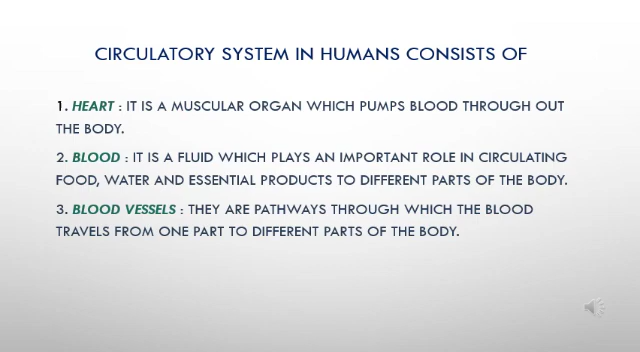 CIRCULATORY SYSTEM IN HUMANS CONSISTS OF
1. HEART : IT IS A MUSCULAR ORGAN WHICH PUMPS BLOOD THROUGH OUT
THE BODY.
2. BLOOD : IT IS A FLUID WHICH PLAYS AN IMPORTANT ROLE IN CIRCULATING
FOOD, WATER AND ESSENTIAL PRODUCTS TO DIFFERENT PARTS OF THE BODY.
3. BLOOD VESSELS : THEY ARE PATHWAYS THROUGH WHICH THE BLOOD
TRAVELS FROM ONE PART TO DIFFERENT PARTS OF THE BODY.